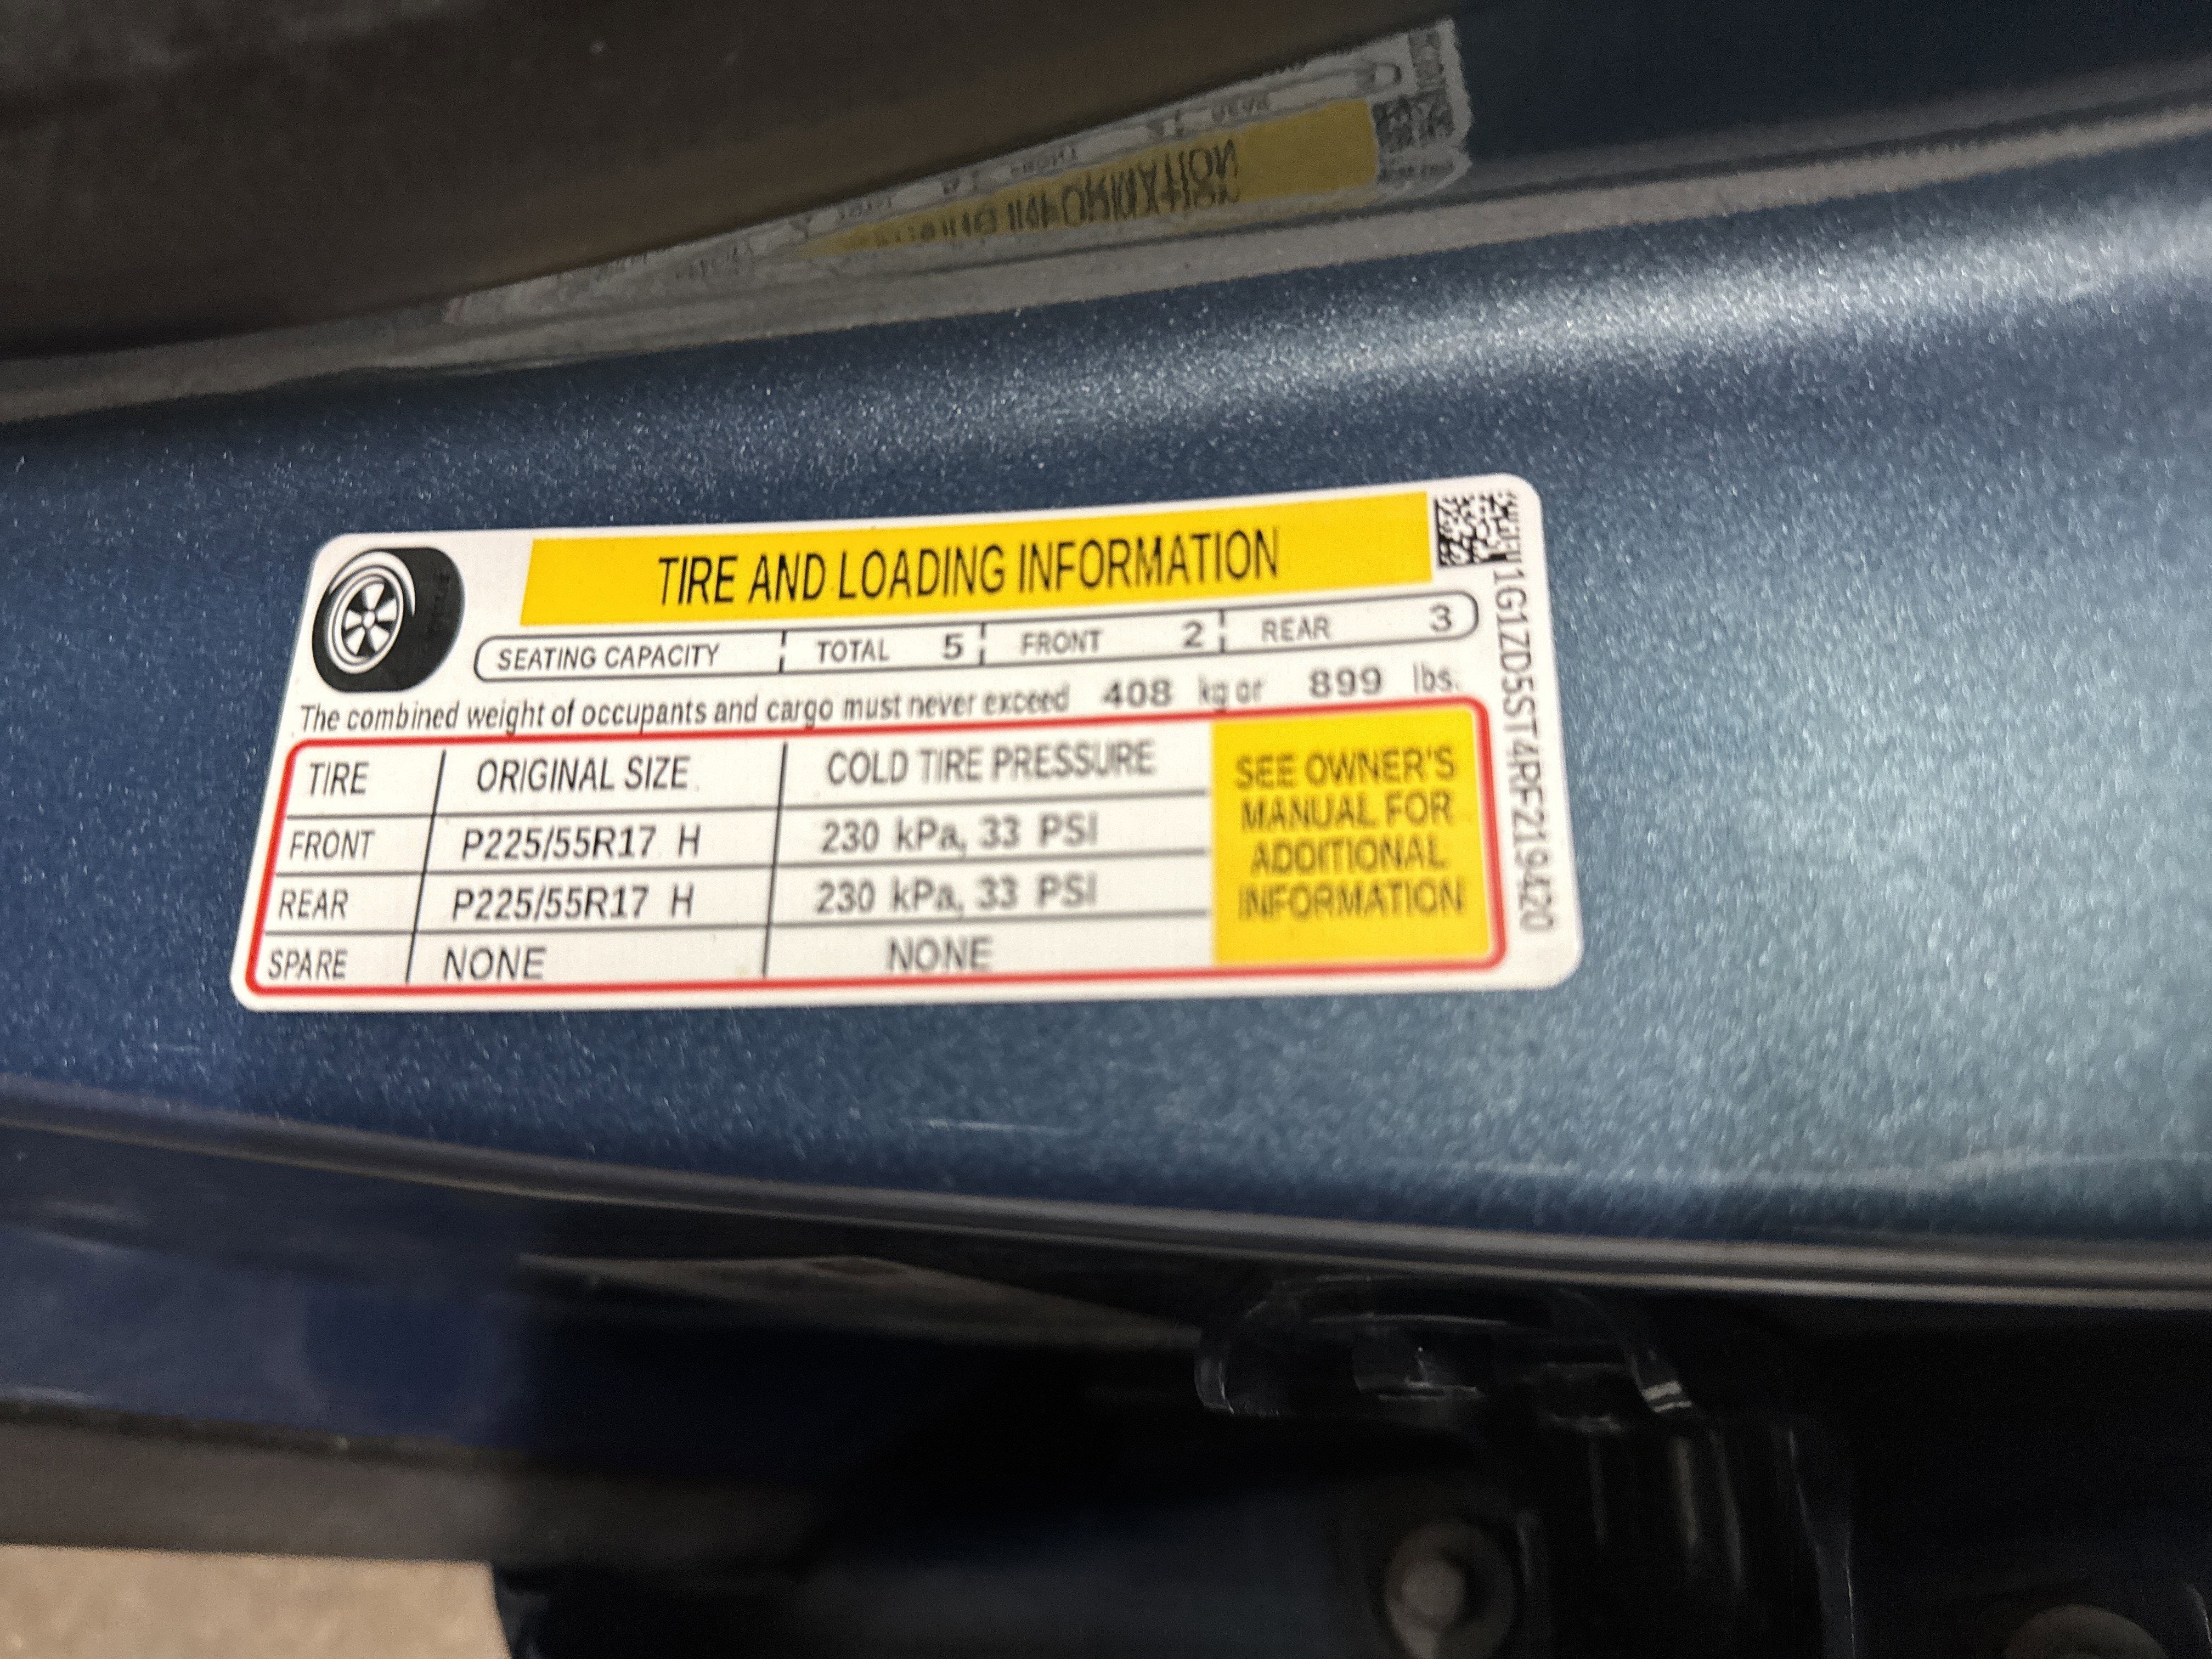 TIRE AND LOADING INFORMATION
SEATING CAPACITY TOTAL 5 FRONT 2 REAR 3
The combined weight of occupants and cargo must never exceed 408 kg or 899 lbs.
TIRE ORIGINAL SIZE COLD TIRE PRESSURE
FRONT P225/55R17 H 230 kPa, 33 PSI
REAR P225/55R17 H 230 kPa, 33 PSI
SPARE NONE NONE
SEE OWNER'S
MANUAL FOR
ADDITIONAL
INFORMATION
1G1ZD5ST4RF219420